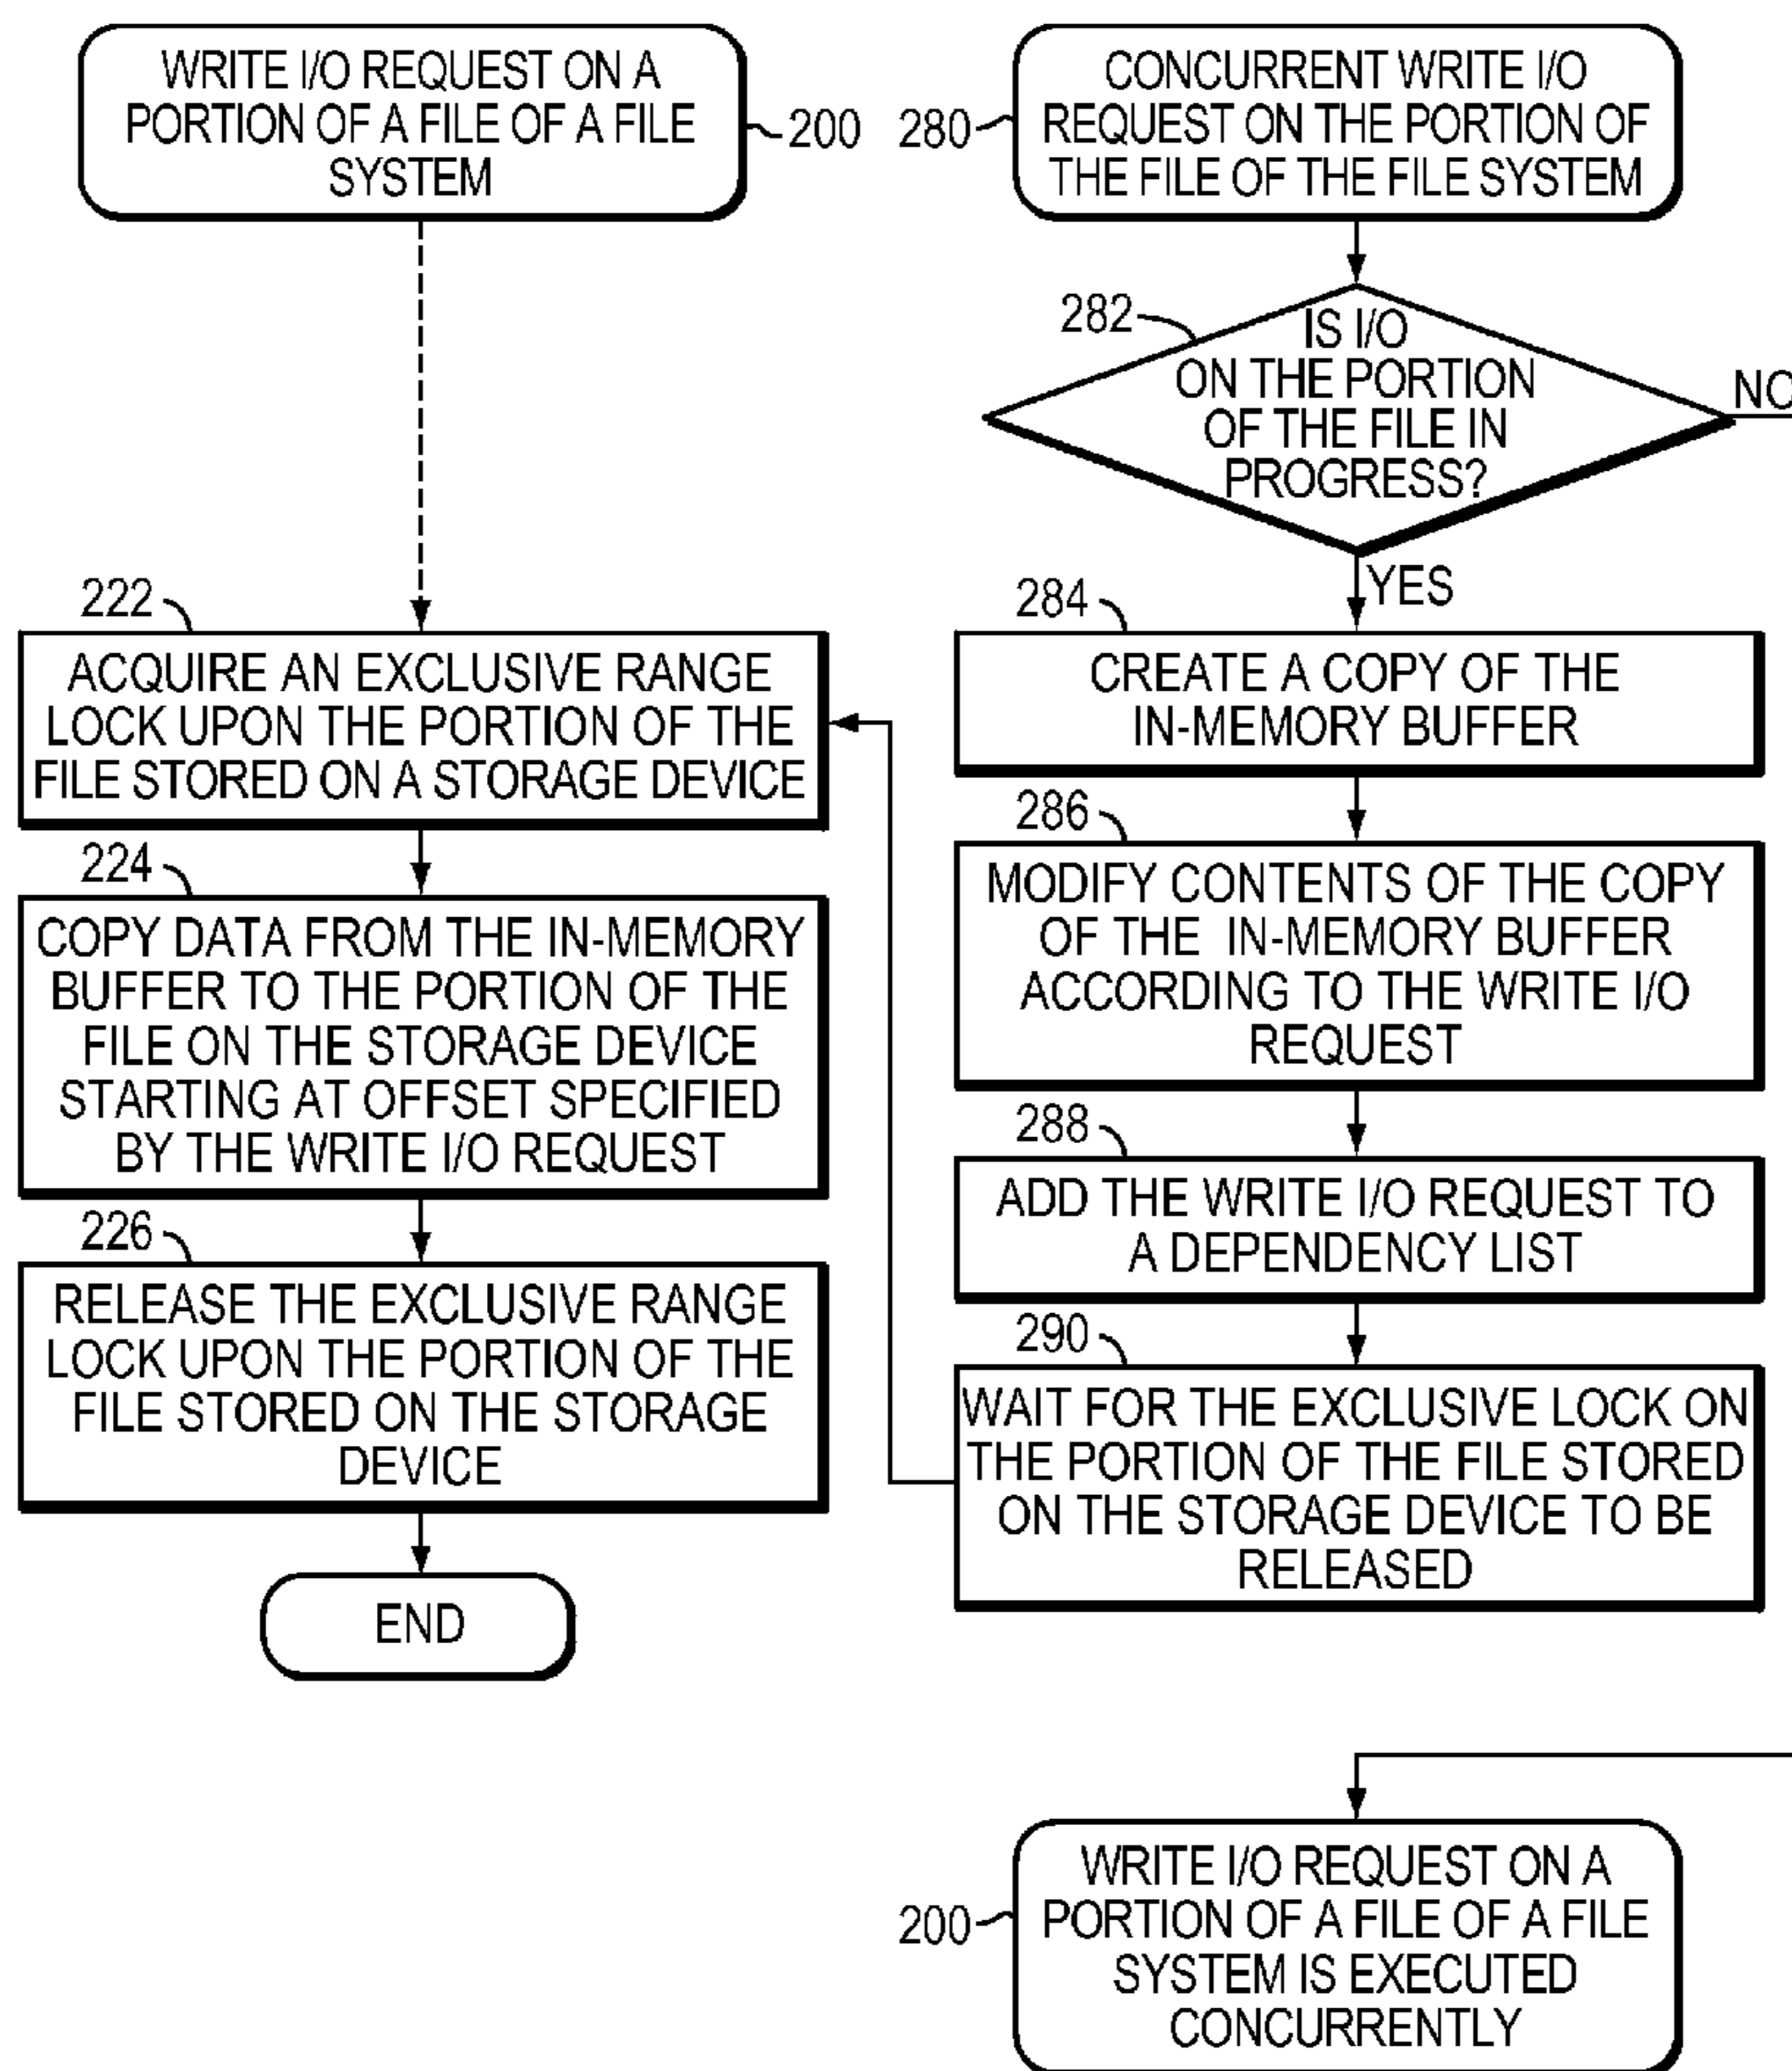 WRITE I/O REQUEST ON A
PORTION OF A FILE OF A FILE
SYSTEM
200
222
ACQUIRE AN EXCLUSIVE RANGE
LOCK UPON THE PORTION OF THE
FILE STORED ON A STORAGE DEVICE
224
COPY DATA FROM THE IN-MEMORY
BUFFER TO THE PORTION OF THE
FILE ON THE STORAGE DEVICE
STARTING AT OFFSET SPECIFIED
BY THE WRITE I/O REQUEST
226
RELEASE THE EXCLUSIVE RANGE
LOCK UPON THE PORTION OF THE
FILE STORED ON THE STORAGE
DEVICE
END
280
CONCURRENT WRITE I/O
REQUEST ON THE PORTION OF
THE FILE OF THE FILE SYSTEM
282
IS I/O
ON THE PORTION
OF THE FILE IN
PROGRESS?
NO
YES
284
CREATE A COPY OF THE
IN-MEMORY BUFFER
286
MODIFY CONTENTS OF THE COPY
OF THE IN-MEMORY BUFFER
ACCORDING TO THE WRITE I/O
REQUEST
288
ADD THE WRITE I/O REQUEST TO
A DEPENDENCY LIST
290
WAIT FOR THE EXCLUSIVE LOCK ON
THE PORTION OF THE FILE STORED
ON THE STORAGE DEVICE TO BE
RELEASED
200
WRITE I/O REQUEST ON A
PORTION OF A FILE OF A FILE
SYSTEM IS EXECUTED
CONCURRENTLY